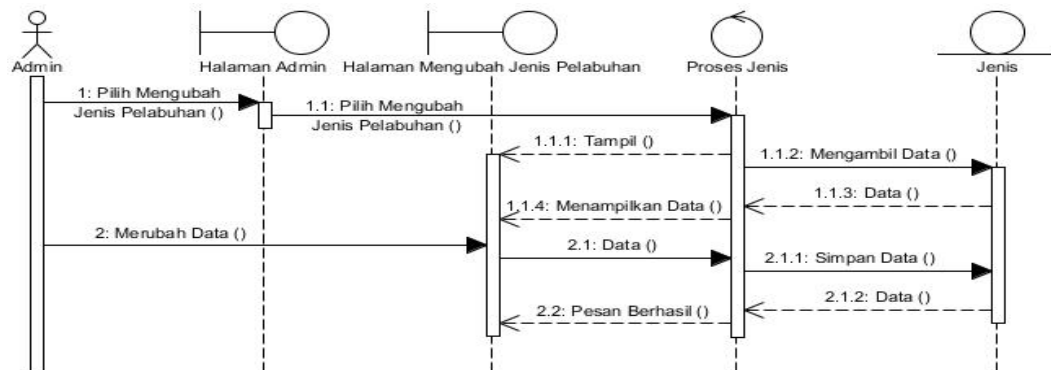 Admin
Halaman Admin
Halaman Mengubah Jenis Pelabuhan
Proses Jenis
Jenis
1: Pilih Mengubah
Jenis Pelabuhan ()
1.1: Pilih Mengubah
Jenis Pelabuhan ()
1.1.1: Tampil ()
1.1.2: Mengambil Data ()
1.1.3: Data ()
1.1.4: Menampilkan Data ()
2: Merubah Data ()
2.1: Data ()
2.1.1: Simpan Data ()
2.1.2: Data ()
2.2: Pesan Berhasil ()